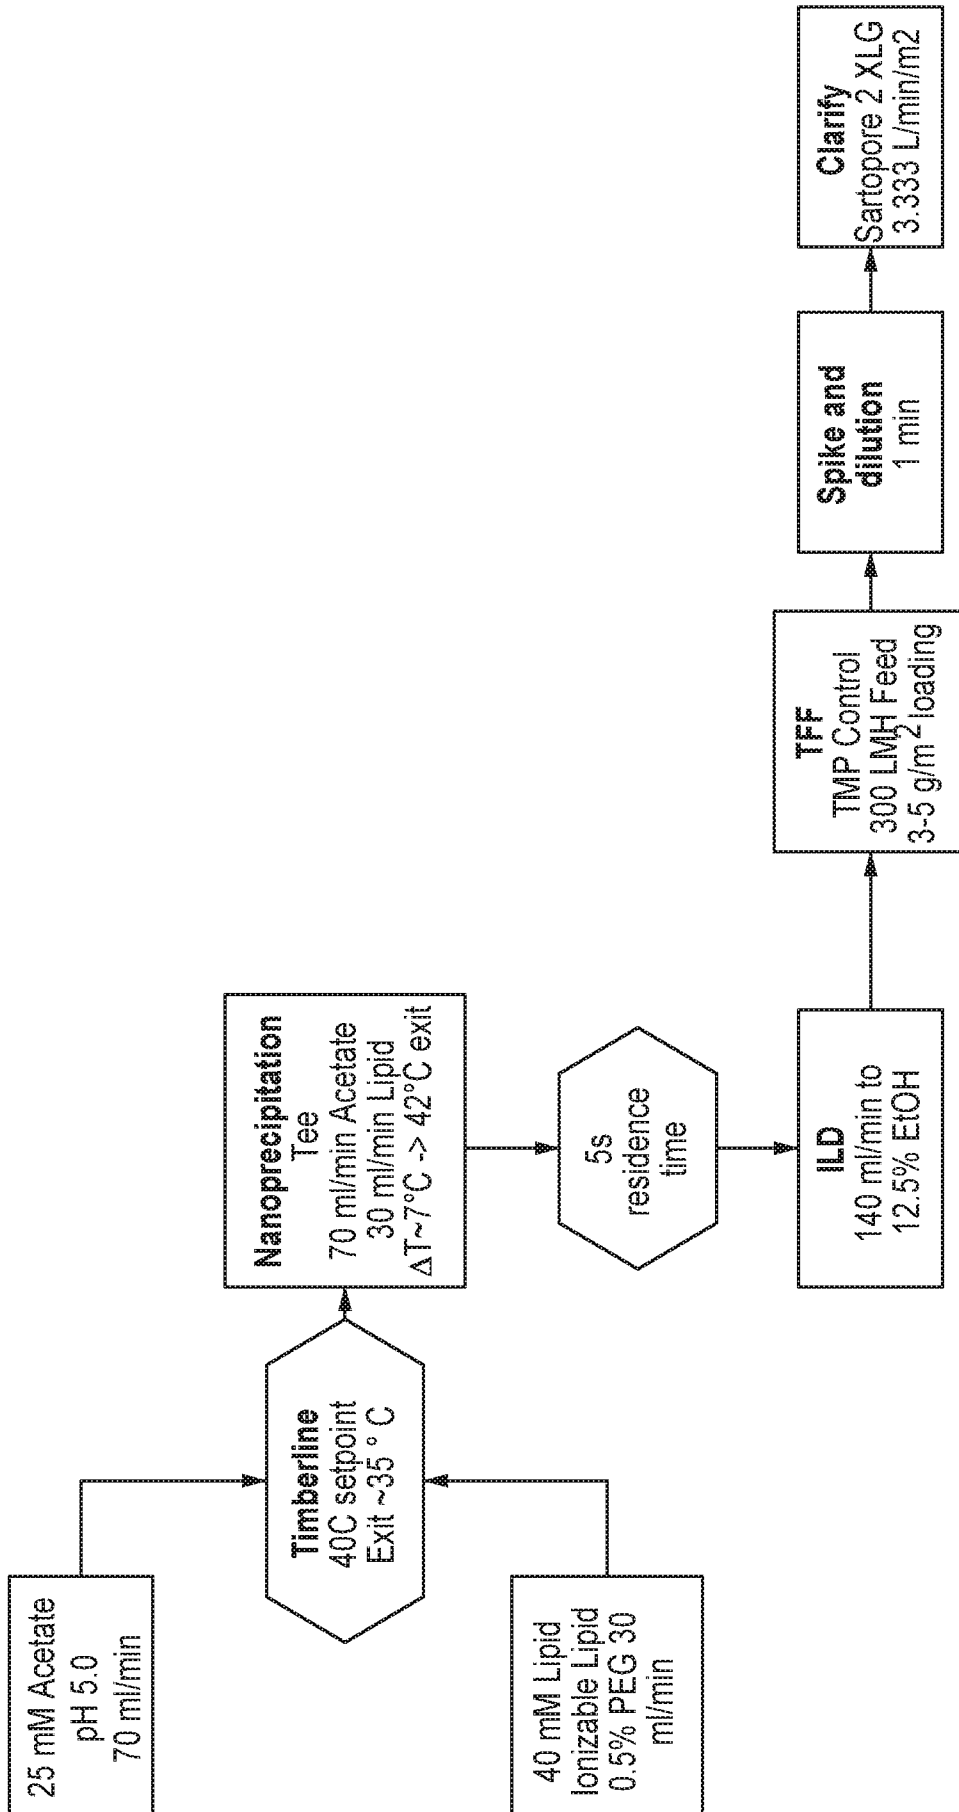 25 mM Acetate
pH 5.0
70 ml/min
40 mM Lipid
Ionizable Lipid
0.5% PEG 30
ml/min
Timberline
40C setpoint
Exit ~35 ° C
Nanoprecipitation
Tee
70 ml/min Acetate
30 ml/min Lipid
ΔT~7°C -> 42°C exit
5s
residence
time
ILD
140 ml/min to
12.5% EtOH
TFF
TMP Control
300 LMH Feed
3-5 g/m² loading
Spike and
dilution
1 min
Clarify
Sartopore 2 XLG
3.333 L/min/m2